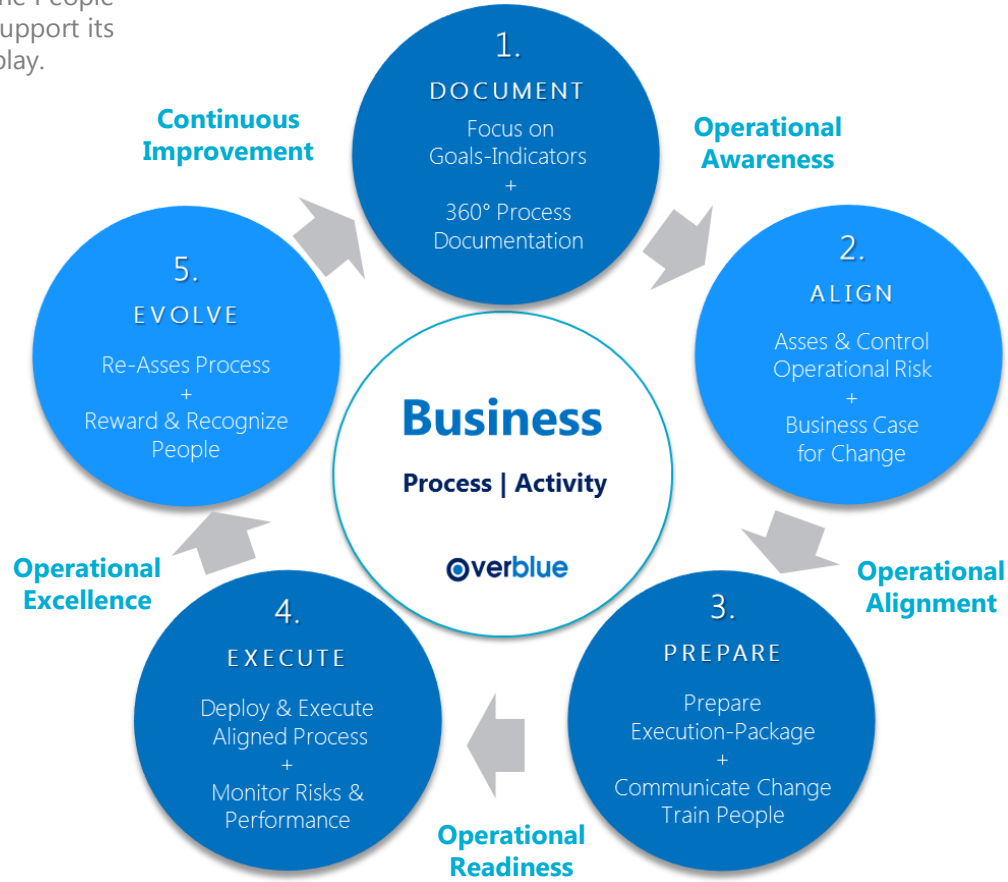 ne People
upport its
play.
1.
DOCUMENT
Focus on
Goals-Indicators
+
360° Process
Documentation
Operational
Awareness
2.
ALIGN
Asses & Control
Operational Risk
+
Business Case
for Change
Operational
Alignment
3.
PREPARE
Prepare
Execution-Package
+
Communicate Change
Train People
Operational
Readiness
4.
EXECUTE
Deploy & Execute
Aligned Process
+
Monitor Risks &
Performance
Operational
Excellence
5.
EVOLVE
Re-Asses Process
+
Reward & Recognize
People
Continuous
Improvement
Business
Process | Activity
Overblue